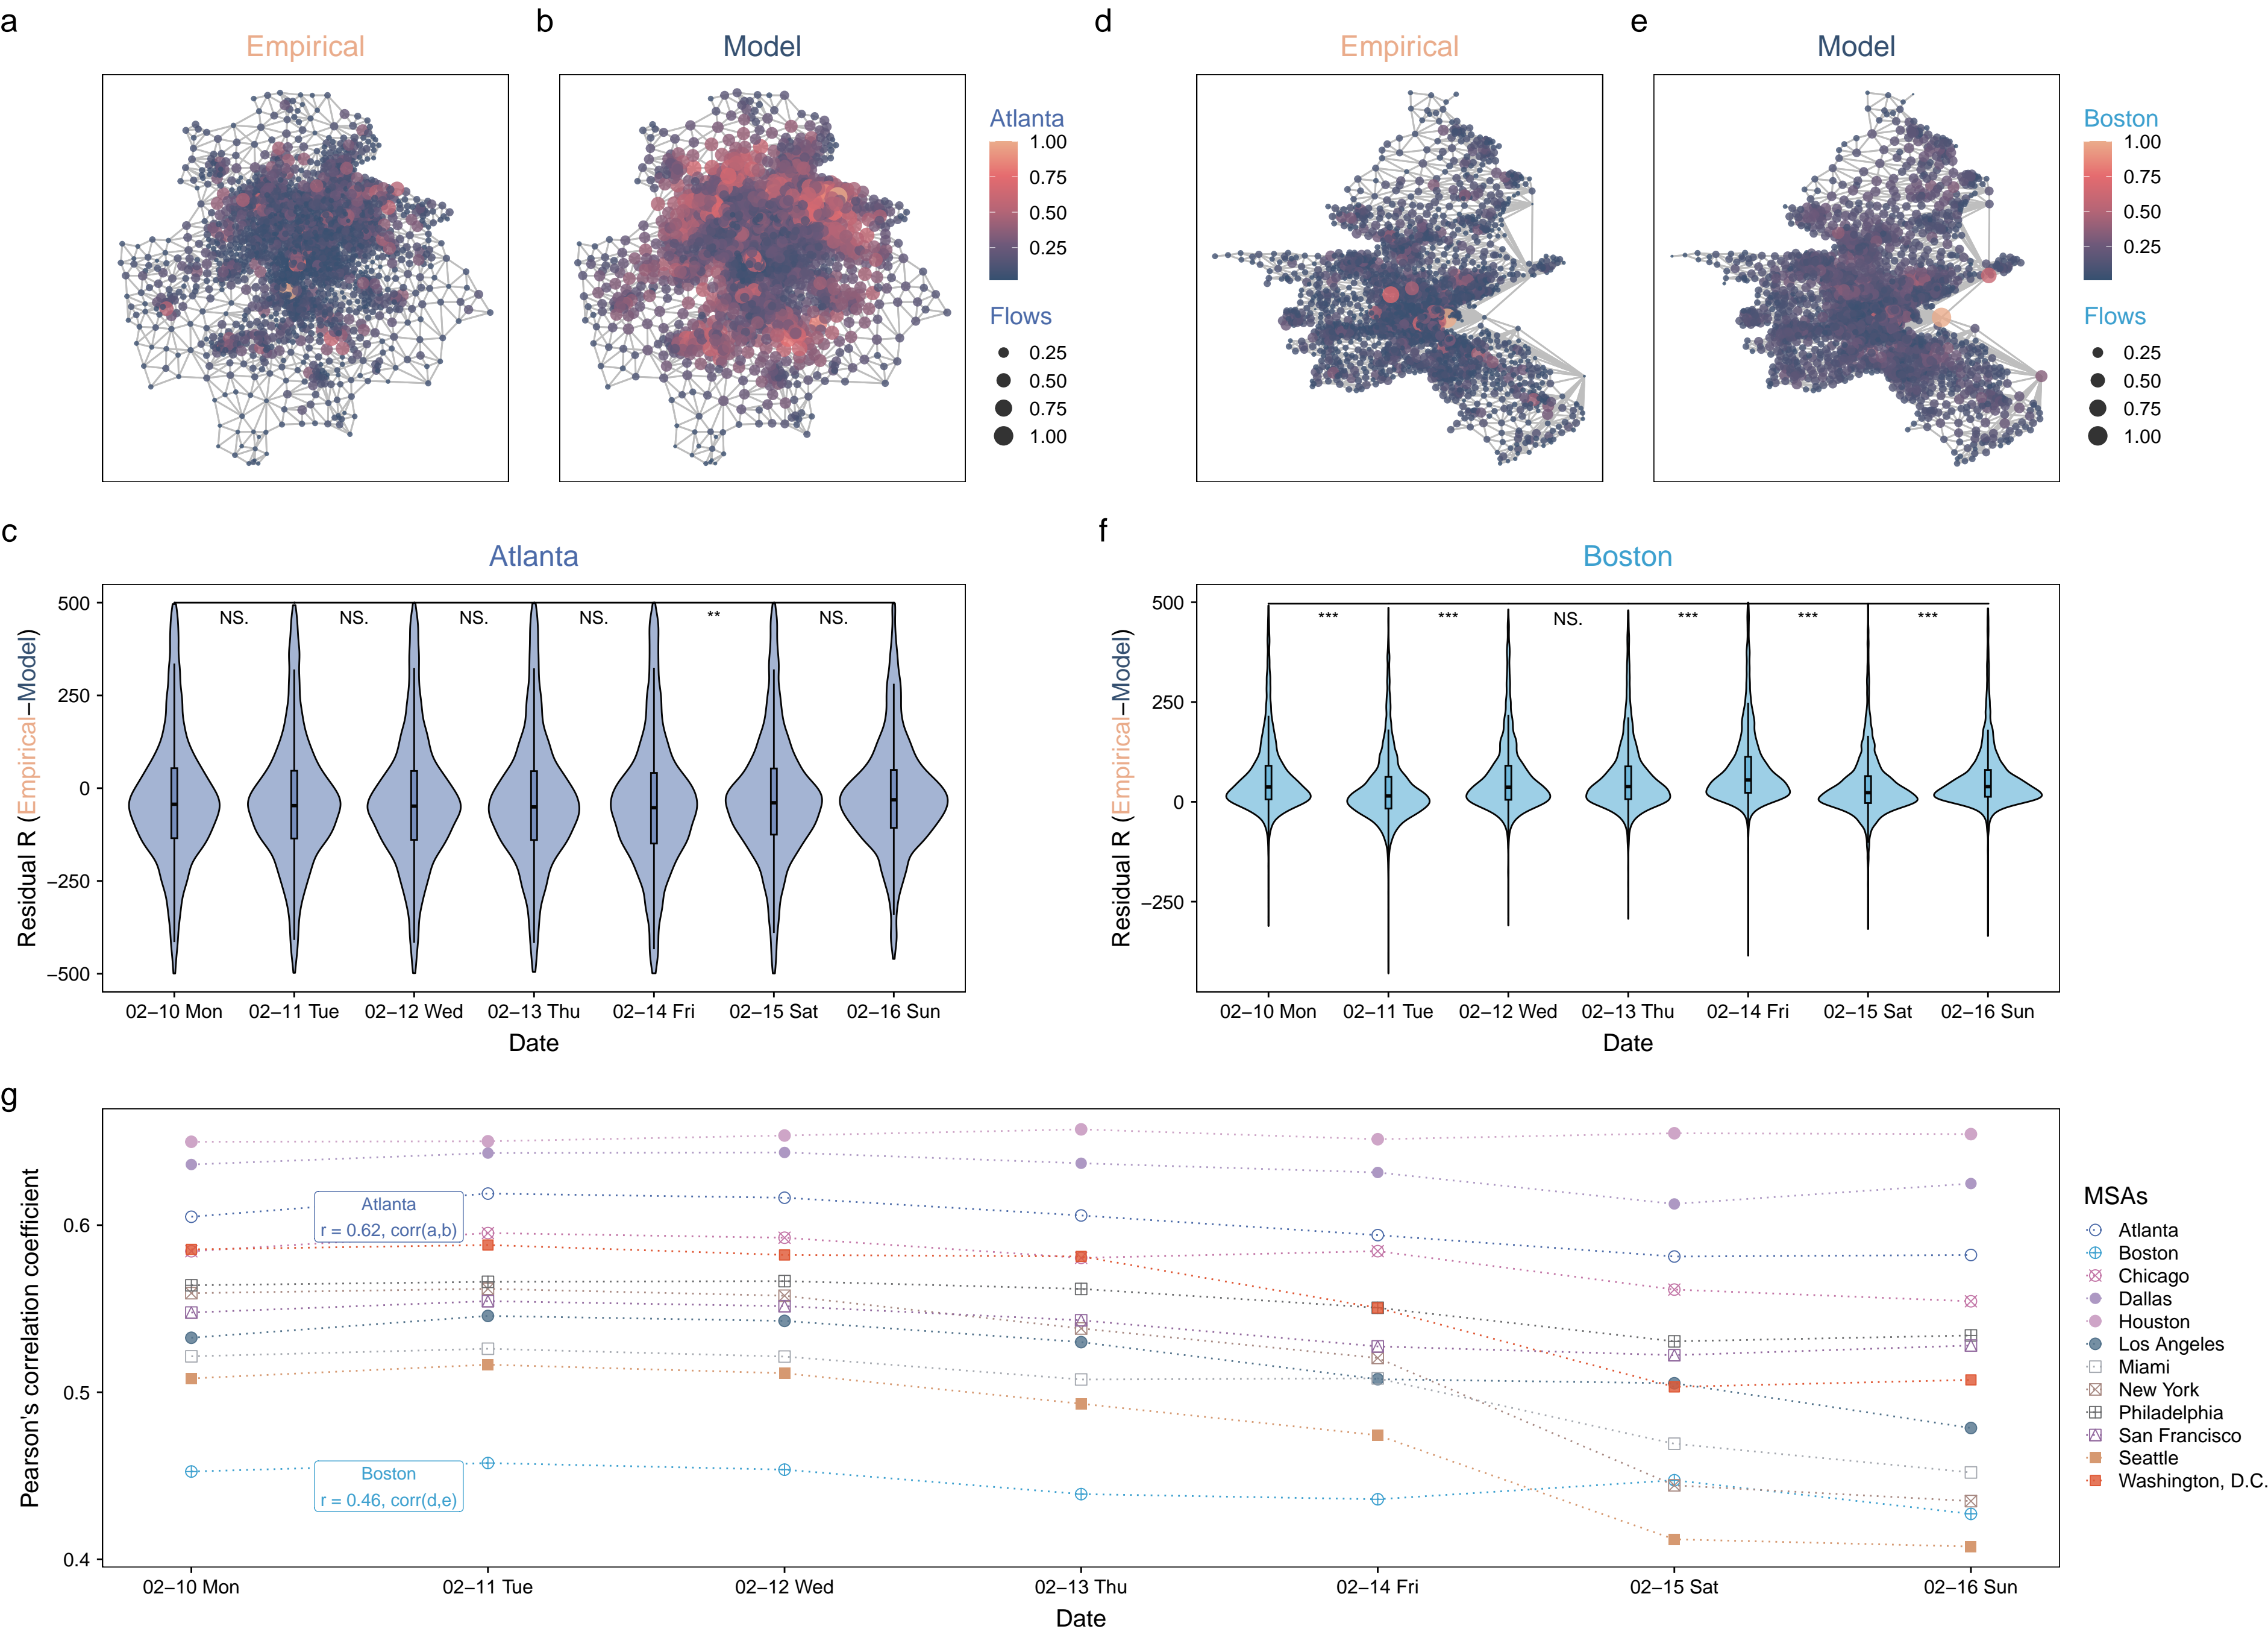 a
Empirical
b
Model
Atlanta
1.00
0.75
0.50
0.25
Flows
0.25
0.50
0.75
1.00
d
Empirical
e
Model
Boston
1.00
0.75
0.50
0.25
Flows
0.25
0.50
0.75
1.00
c
Atlanta
Residual R (Empirical−Model)
500
250
0
−250
−500
NS.
NS.
NS.
NS.
**
NS.
02−10 Mon
02−11 Tue
02−12 Wed
02−13 Thu
02−14 Fri
02−15 Sat
02−16 Sun
Date
f
Boston
Residual R (Empirical−Model)
500
250
0
−250
***
***
NS.
***
***
***
02−10 Mon
02−11 Tue
02−12 Wed
02−13 Thu
02−14 Fri
02−15 Sat
02−16 Sun
Date
g
Pearson's correlation coefficient
0.6
0.5
0.4
Atlanta
r = 0.62, corr(a,b)
Boston
r = 0.46, corr(d,e)
02−10 Mon
02−11 Tue
02−12 Wed
02−13 Thu
02−14 Fri
02−15 Sat
02−16 Sun
Date
MSAs
Atlanta
Boston
Chicago
Dallas
Houston
Los Angeles
Miami
New York
Philadelphia
San Francisco
Seattle
Washington, D.C.